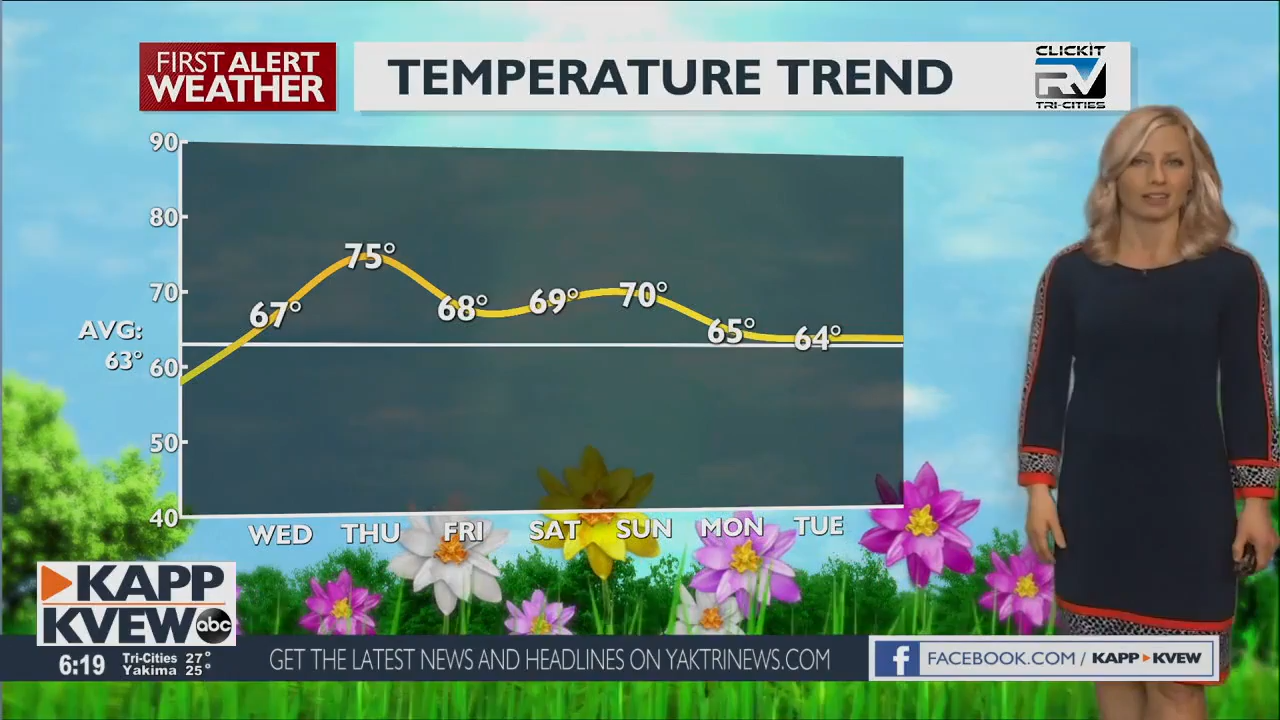 FIRST ALERT
WEATHER
TEMPERATURE TREND
CLICKIT
RV
TRI-CITIES
90
80
70
60
50
40
AVG:
63°
67°
75°
68°
69°
70°
65°
64°
WED THU FRI SAT SUN MON TUE
KAPP
KVEW abc
6:19 Tri-Cities 27°
Yakima 25°
GET THE LATEST NEWS AND HEADLINES ON YAKTRINEWS.COM
f FACEBOOK.COM / KAPP KVEW